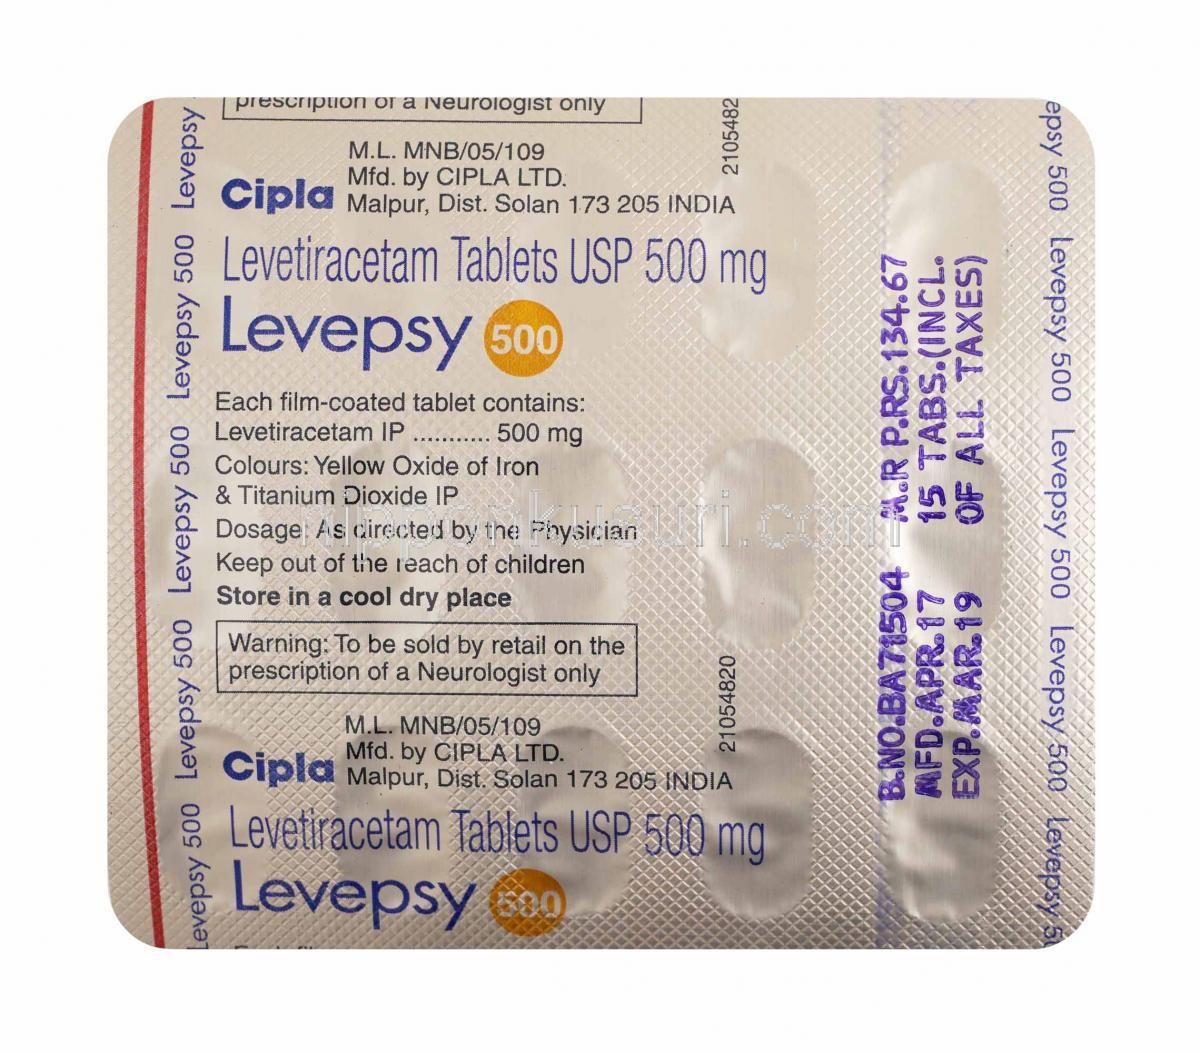 prescription of a Neurologist only
M.L. MNB/05/109
Mfd. by CIPLA LTD.
Cipla Malpur, Dist. Solan 173 205 INDIA
2105482
Levetiracetam Tablets USP 500 mg
Levepsy 500
Each film-coated tablet contains:
Levetiracetam IP ........... 500 mg
Colours: Yellow Oxide of Iron
& Titanium Dioxide IP
Dosage: As directed by the Physician
Keep out of the reach of children
Store in a cool dry place
Warning: To be sold by retail on the
prescription of a Neurologist only
M.L. MNB/05/109
Mfd. by CIPLA LTD.
Cipla Malpur, Dist. Solan 173 205 INDIA
21054820
Levetiracetam Tablets USP 500 mg
Levepsy 500
Levepsy 500 Levepsy 500 Levepsy 500 Levepsy 500 Levepsy
B.NO.BA71504 M.R P.RS.134.67
MFD.APR.17 15 TABS.(INCL.
EXP.MAR.19 OF ALL TAXES)
epsy 500 Levepsy 500 Levepsy 500 Levepsy 500 Levepsy 50
nipponkusuri.com